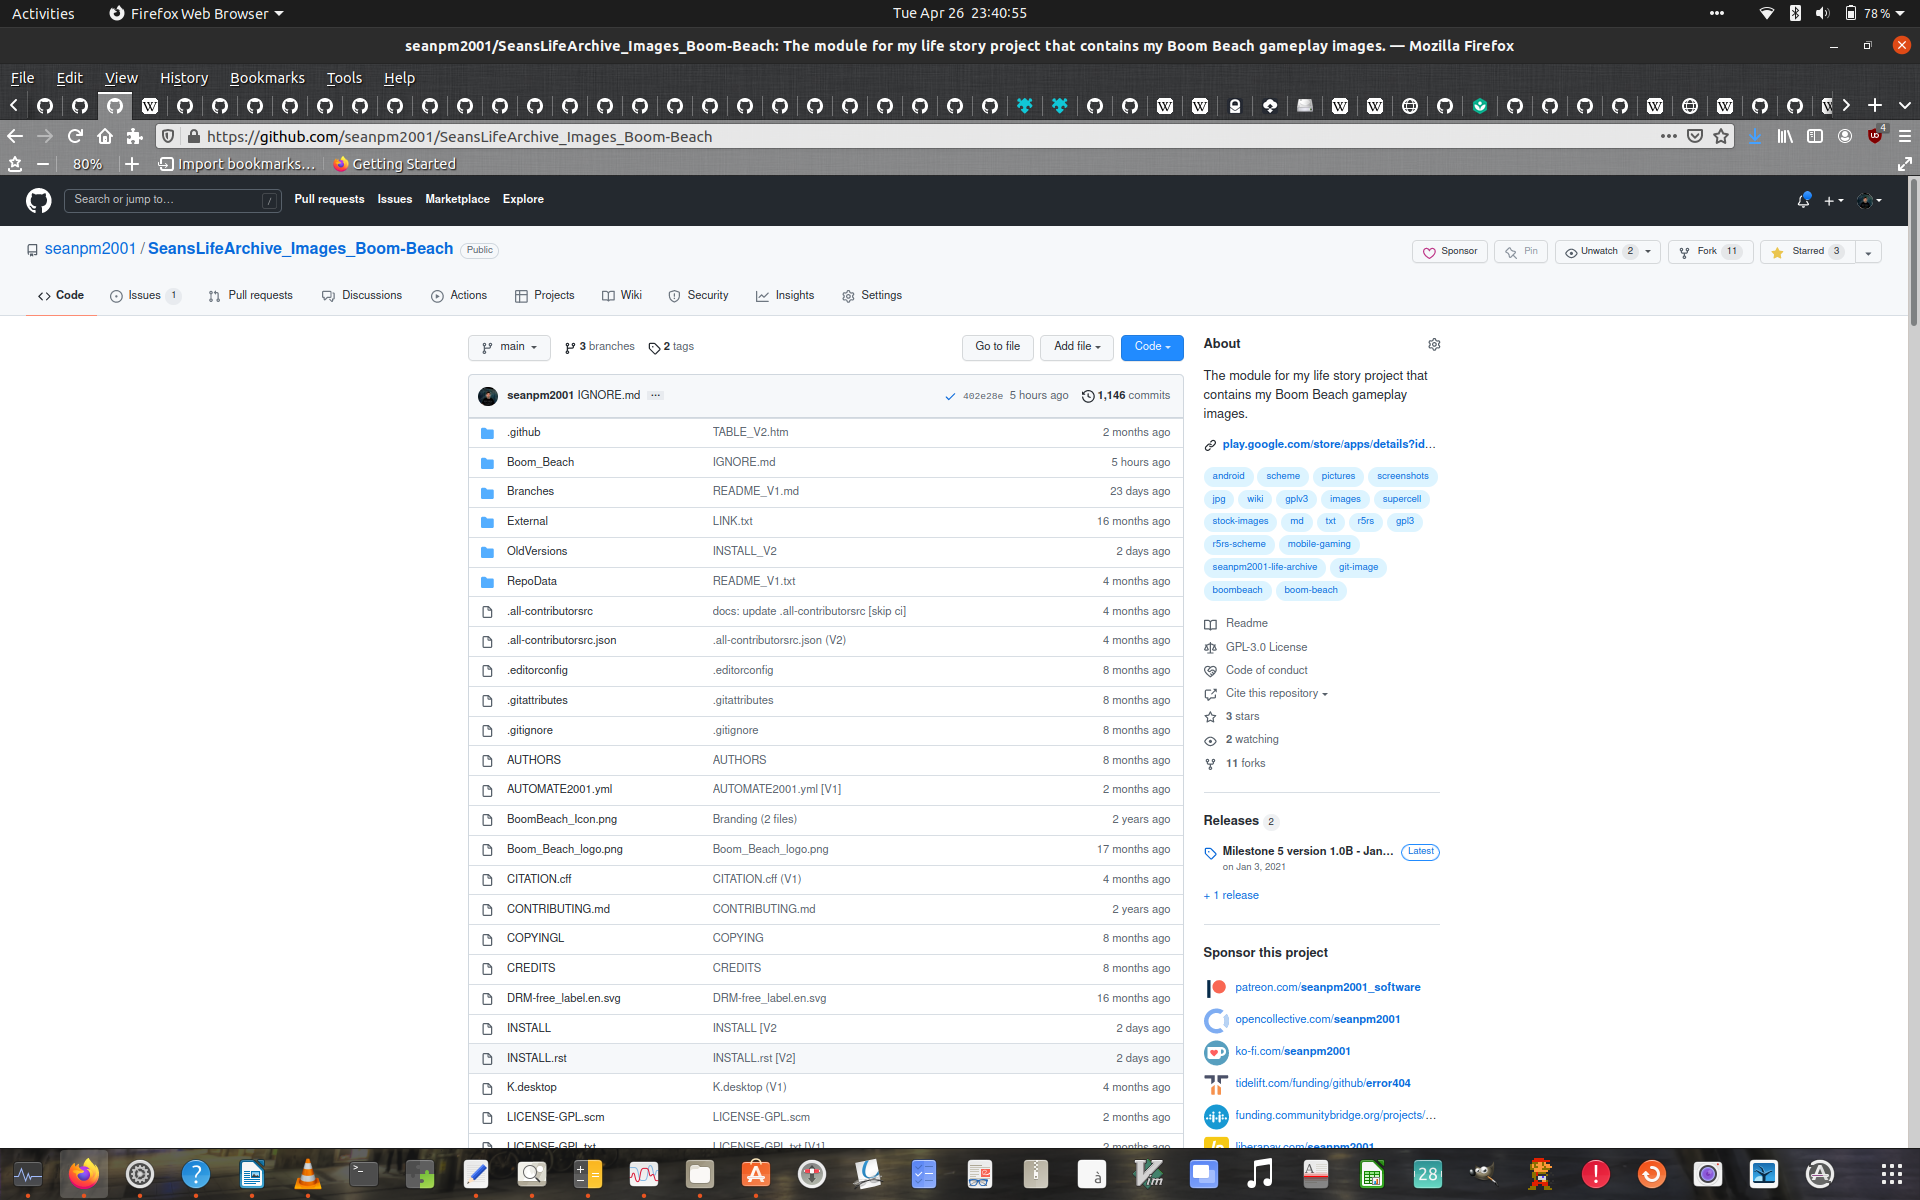 Activities Firefox Web Browser Tue Apr 26 23:40:55 78 %
seanpm2001/SeansLifeArchive_Images_Boom-Beach: The module for my life story project that contains my Boom Beach gameplay images. — Mozilla Firefox
File Edit View History Bookmarks Tools Help
https://github.com/seanpm2001/SeansLifeArchive_Images_Boom-Beach 4
80% Import bookmarks… Getting Started
Search or jump to… / Pull requests Issues Marketplace Explore
seanpm2001 / SeansLifeArchive_Images_Boom-Beach Public Sponsor Pin Unwatch 2 Fork 11 Starred 3
Code Issues 1 Pull requests Discussions Actions Projects Wiki Security Insights Settings
main 3 branches 2 tags Go to file Add file Code
seanpm2001 IGNORE.md … 402e28e 5 hours ago 1,146 commits
.github TABLE_V2.htm 2 months ago
Boom_Beach IGNORE.md 5 hours ago
Branches README_V1.md 23 days ago
External LINK.txt 16 months ago
OldVersions INSTALL_V2 2 days ago
RepoData README_V1.txt 4 months ago
.all-contributorsrc docs: update .all-contributorsrc [skip ci] 4 months ago
.all-contributorsrc.json .all-contributorsrc.json (V2) 4 months ago
.editorconfig .editorconfig 8 months ago
.gitattributes .gitattributes 8 months ago
.gitignore .gitignore 8 months ago
AUTHORS AUTHORS 8 months ago
AUTOMATE2001.yml AUTOMATE2001.yml [V1] 2 months ago
BoomBeach_Icon.png Branding (2 files) 2 years ago
Boom_Beach_logo.png Boom_Beach_logo.png 17 months ago
CITATION.cff CITATION.cff (V1) 4 months ago
CONTRIBUTING.md CONTRIBUTING.md 2 years ago
COPYINGL COPYING 8 months ago
CREDITS CREDITS 8 months ago
DRM-free_label.en.svg DRM-free_label.en.svg 16 months ago
INSTALL INSTALL [V2 2 days ago
INSTALL.rst INSTALL.rst [V2] 2 days ago
K.desktop K.desktop (V1) 4 months ago
LICENSE-GPL.scm LICENSE-GPL.scm 2 months ago
LICENSE-GPL.txt LICENSE-GPL.txt [V1] 2 months ago
About
The module for my life story project that
contains my Boom Beach gameplay
images.
play.google.com/store/apps/details?id…
android scheme pictures screenshots
jpg wiki gplv3 images supercell
stock-images md txt r5rs gpl3
r5rs-scheme mobile-gaming
seanpm2001-life-archive git-image
boombeach boom-beach
Readme
GPL-3.0 License
Code of conduct
Cite this repository
3 stars
2 watching
11 forks
Releases 2
Milestone 5 version 1.0B - Jan… Latest
on Jan 3, 2021
+ 1 release
Sponsor this project
patreon.com/seanpm2001_software
opencollective.com/seanpm2001
ko-fi.com/seanpm2001
tidelift.com/funding/github/error404
funding.communitybridge.org/projects/…
liberapay.com/seanpm2001
28